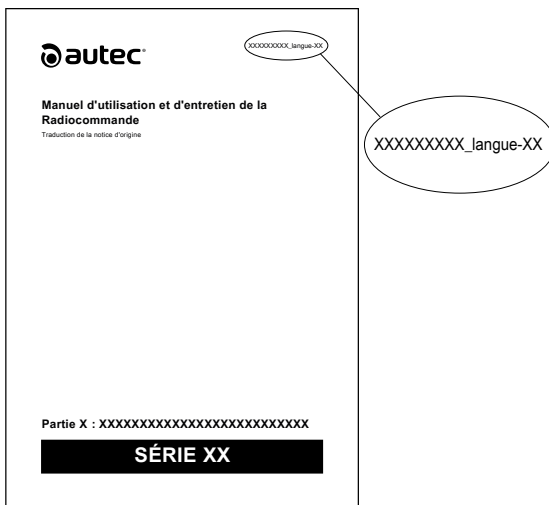 autec
XXXXXXXXX_langue-XX
XXXXXXXXX_langue-XX
Manuel d'utilisation et d'entretien de la
Radiocommande
Traduction de la notice d'origine
Partie X : XXXXXXXXXXXXXXXXXXXXXXXXXX
SÉRIE XX